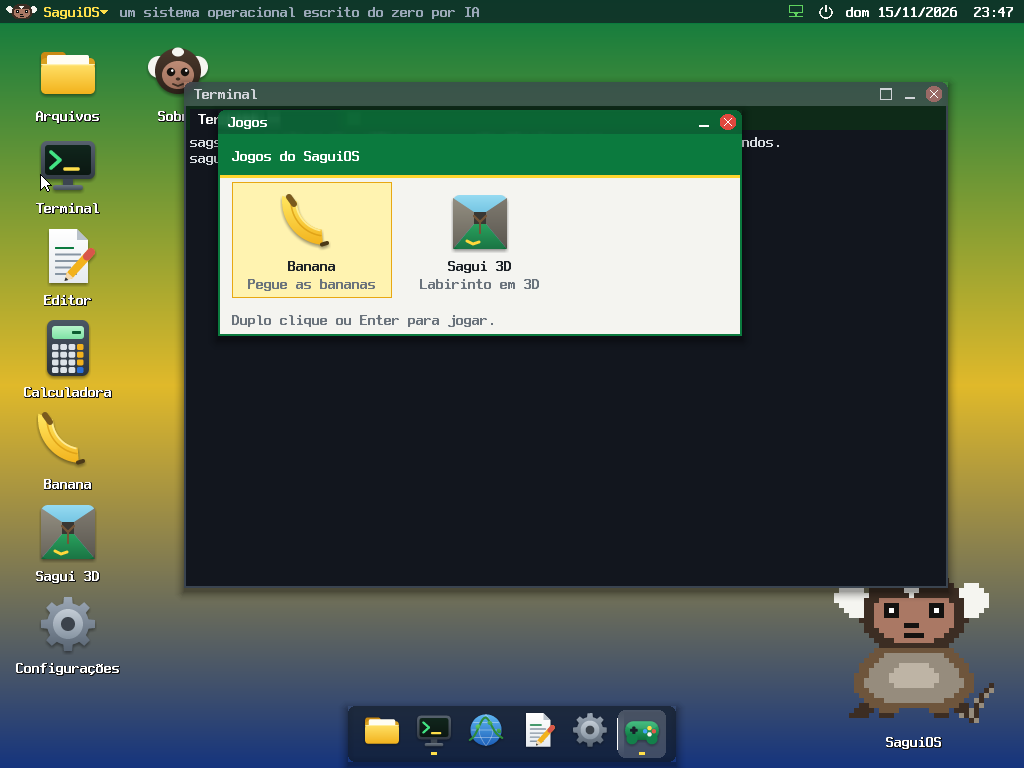 SaguiOS um sistema operacional escrito do zero por IA dom 15/11/2026 23:47
Arquivos
Terminal
Editor
Calculadora
Banana
Sagui 3D
Configurações
Terminal
ndos.
Jogos
Jogos do SaguiOS
Banana
Pegue as bananas
Sagui 3D
Labirinto em 3D
Duplo clique ou Enter para jogar.
SaguiOS